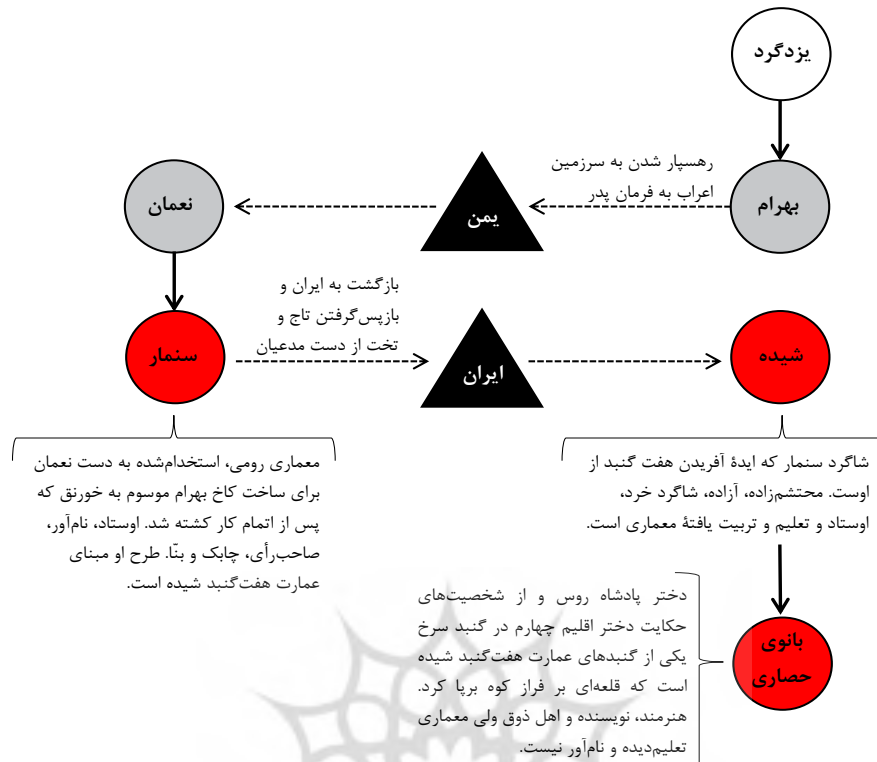 یزدگرد
رهسپار شدن به سرزمین
اعراب به فرمان پدر
بهرام
یمن
نعمان
بازگشت به ایران و
بازپس‌گرفتن تاج و
تخت از دست مدعیان
شیده
ایران
سنمار
شاگرد سنمار که ایدهٔ آفریدن هفت گنبد از
اوست. محتشم‌زاده، آزاده، شاگرد خرد،
اوستاد و تعلیم و تربیت یافتهٔ معماری است.
معماری رومی، استخدام‌شده به دست نعمان
برای ساخت کاخ بهرام موسوم به خورنق که
پس از اتمام کار کشته شد. اوستاد، نام‌آور،
صاحب‌رأی، چابک و بنّا. طرح او مبنای
عمارت هفت‌گنبد شیده است.
بانوی
حصاری
دختر پادشاه روس و از شخصیت‌های
حکایت دختر اقلیم چهارم در گنبد سرخ
یکی از گنبدهای عمارت هفت‌گنبد شیده
است که قلعه‌ای بر فراز کوه برپا کرد.
هنرمند، نویسنده و اهل ذوق ولی معماری
تعلیم‌دیده و نام‌آور نیست.